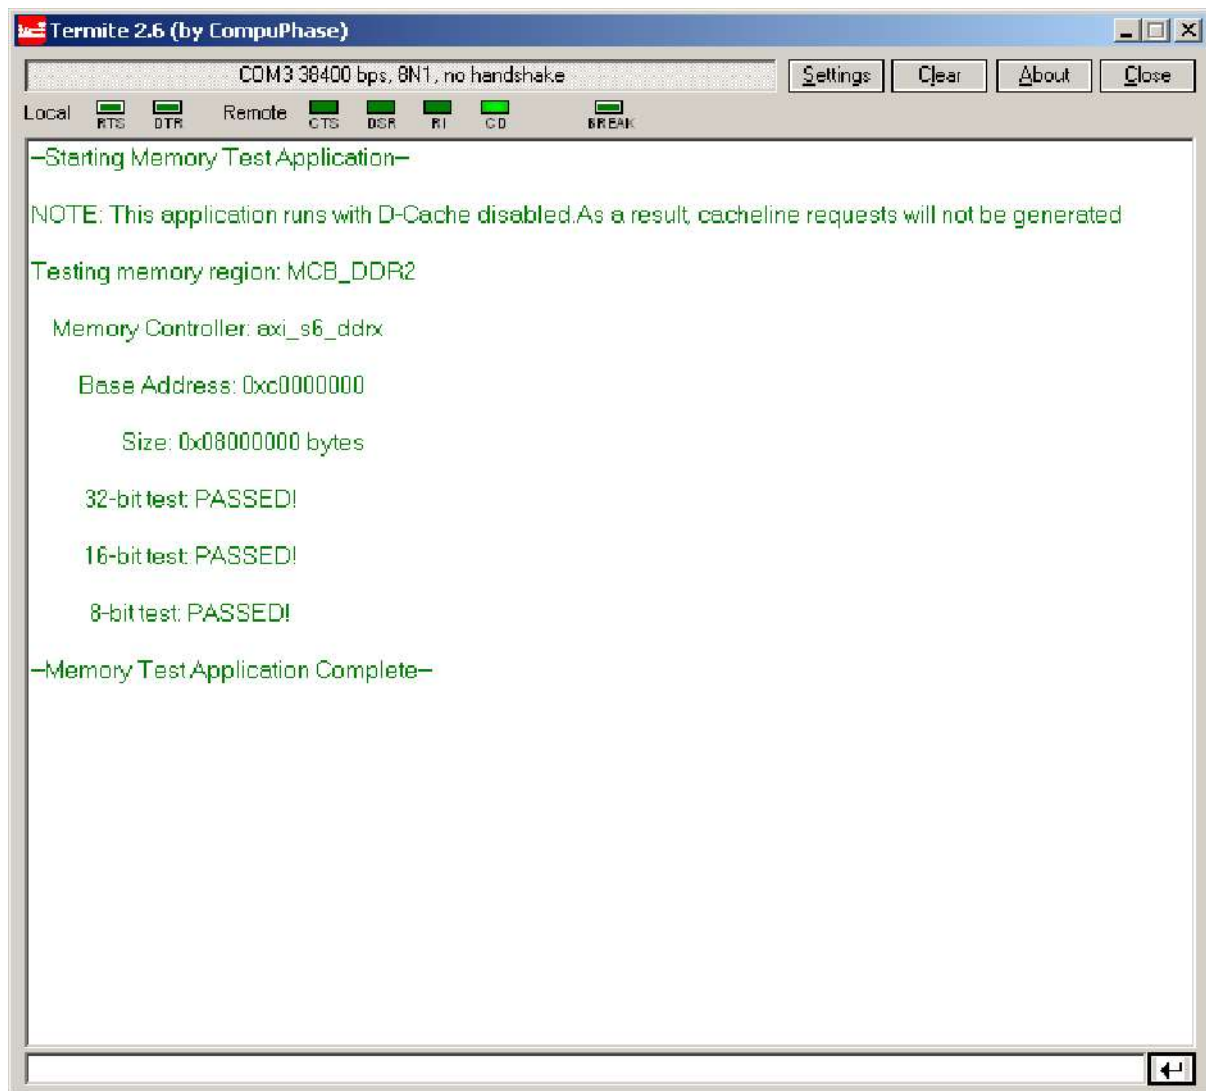 Termite 2.6 (by CompuPhase)
COM3 38400 bps, 8N1, no handshake
Settings
Clear
About
Close
Local
RTS
DTR
Remote
CTS
DSR
RI
CD
BREAK
—Starting Memory Test Application—
NOTE: This application runs with D-Cache disabled.As a result, cacheline requests will not be generated
Testing memory region: MCB_DDR2
Memory Controller: axi_s6_ddrx
Base Address: 0xc0000000
Size: 0x08000000 bytes
32-bit test: PASSED!
16-bit test: PASSED!
8-bit test: PASSED!
—Memory Test Application Complete—